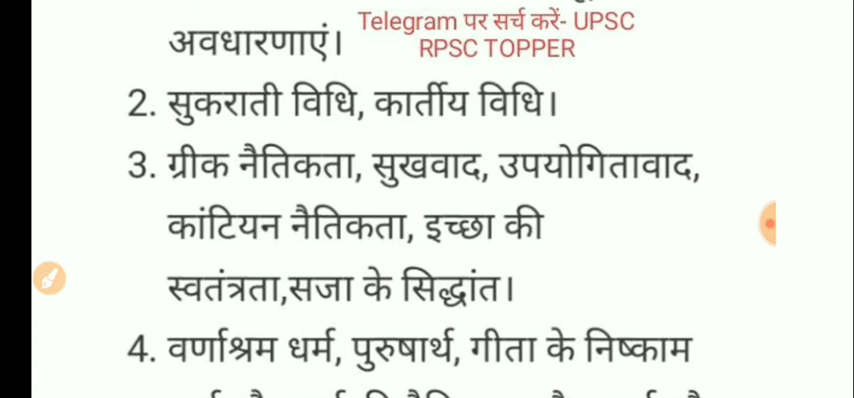 Telegram पर सर्च करें- UPSC
RPSC TOPPER
अवधारणाएं।
2. सुकराती विधि, कार्तीय विधि।
3. ग्रीक नैतिकता, सुखवाद, उपयोगितावाद,
कांटियन नैतिकता, इच्छा की
स्वतंत्रता,सजा के सिद्धांत।
4. वर्णाश्रम धर्म, पुरुषार्थ, गीता के निष्काम